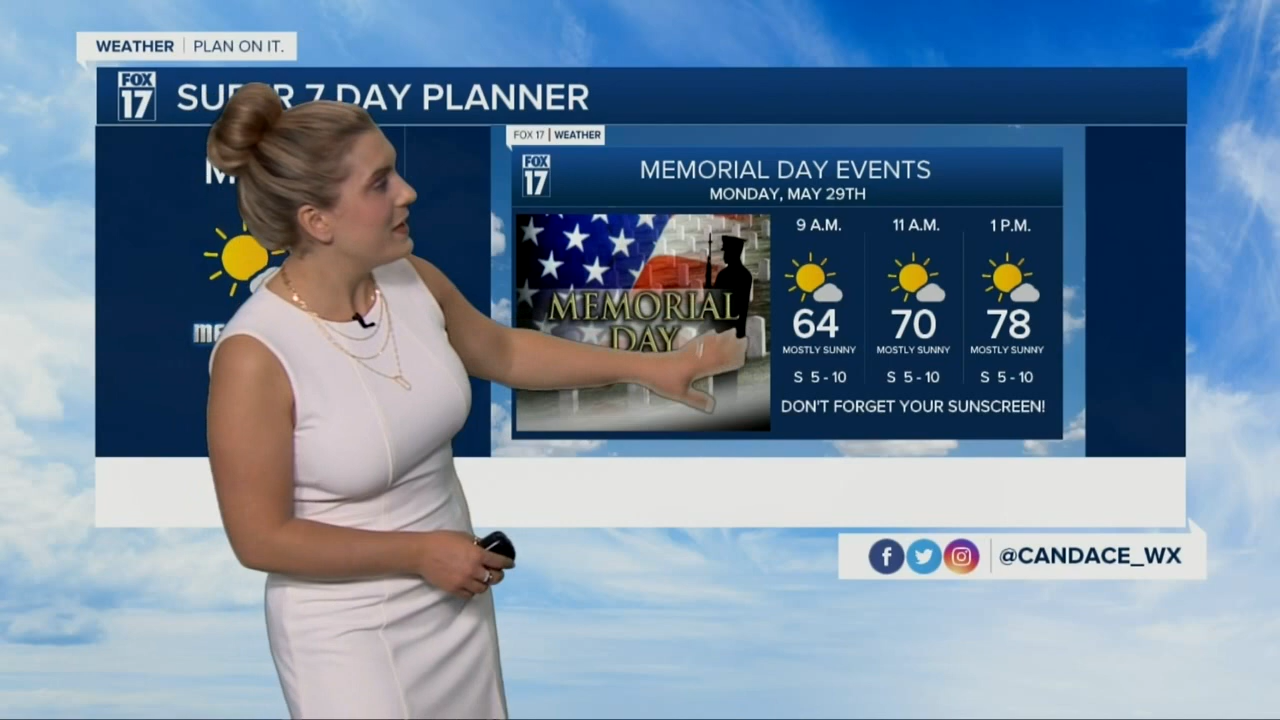 WEATHER | PLAN ON IT.
FOX 17
SUPER 7 DAY PLANNER
FOX 17 | WEATHER
FOX 17
MEMORIAL DAY EVENTS
MONDAY, MAY 29TH
MEMORIAL DAY
9 A.M. 11 A.M. 1 P.M.
64 70 78
MOSTLY SUNNY MOSTLY SUNNY MOSTLY SUNNY
S 5-10 S 5-10 S 5-10
DON'T FORGET YOUR SUNSCREEN!
@CANDACE_WX